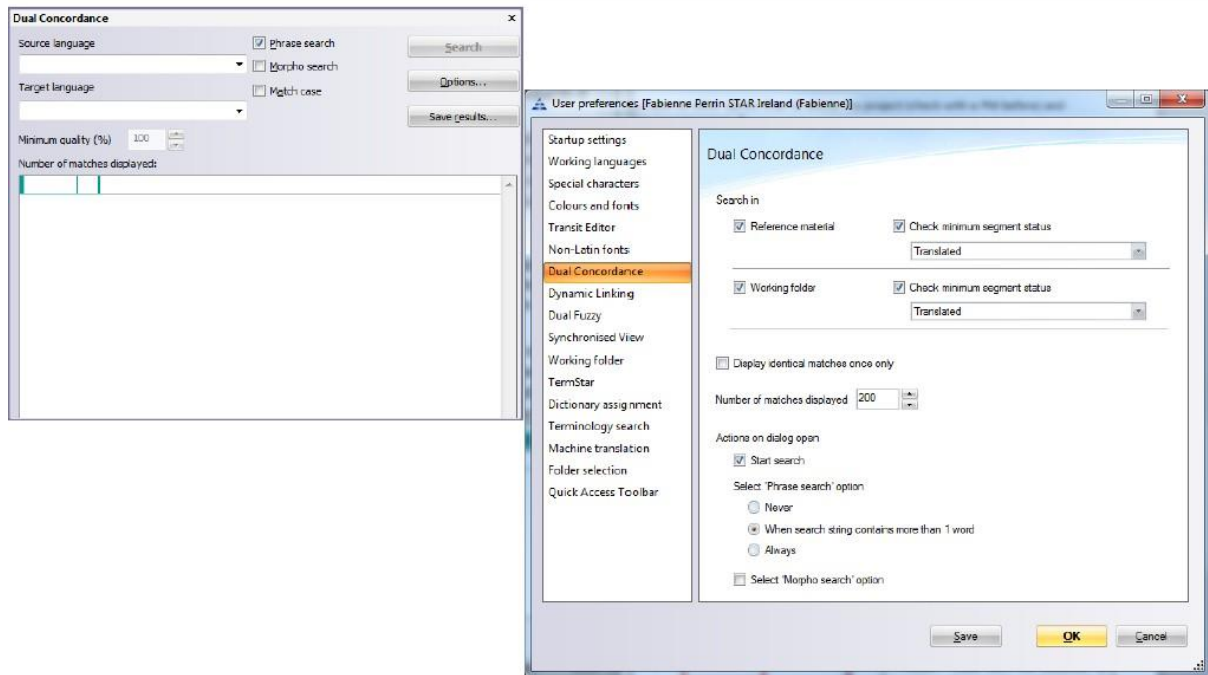 Dual Concordance
Source language
Phrase search
Search
Morpho search
Target language
Options...
Match case
Save results...
Minimum quality (%) 100
Number of matches displayed:
User preferences [Fabienne Perrin STAR Ireland (Fabienne)]
Startup settings
Working languages
Special characters
Colours and fonts
Transit Editor
Non-Latin fonts
Dual Concordance
Dynamic Linking
Dual Fuzzy
Synchronised View
Working folder
TermStar
Dictionary assignment
Terminology search
Machine translation
Folder selection
Quick Access Toolbar
Dual Concordance
Search in
Reference material Check minimum segment status
Translated
Working folder Check minimum segment status
Translated
Display identical matches once only
Number of matches displayed 200
Actions on dialog open
Start search
Select 'Phrase search' option
Never
When search string contains more than 1 word
Always
Select 'Morpho search' option
Save OK Cancel